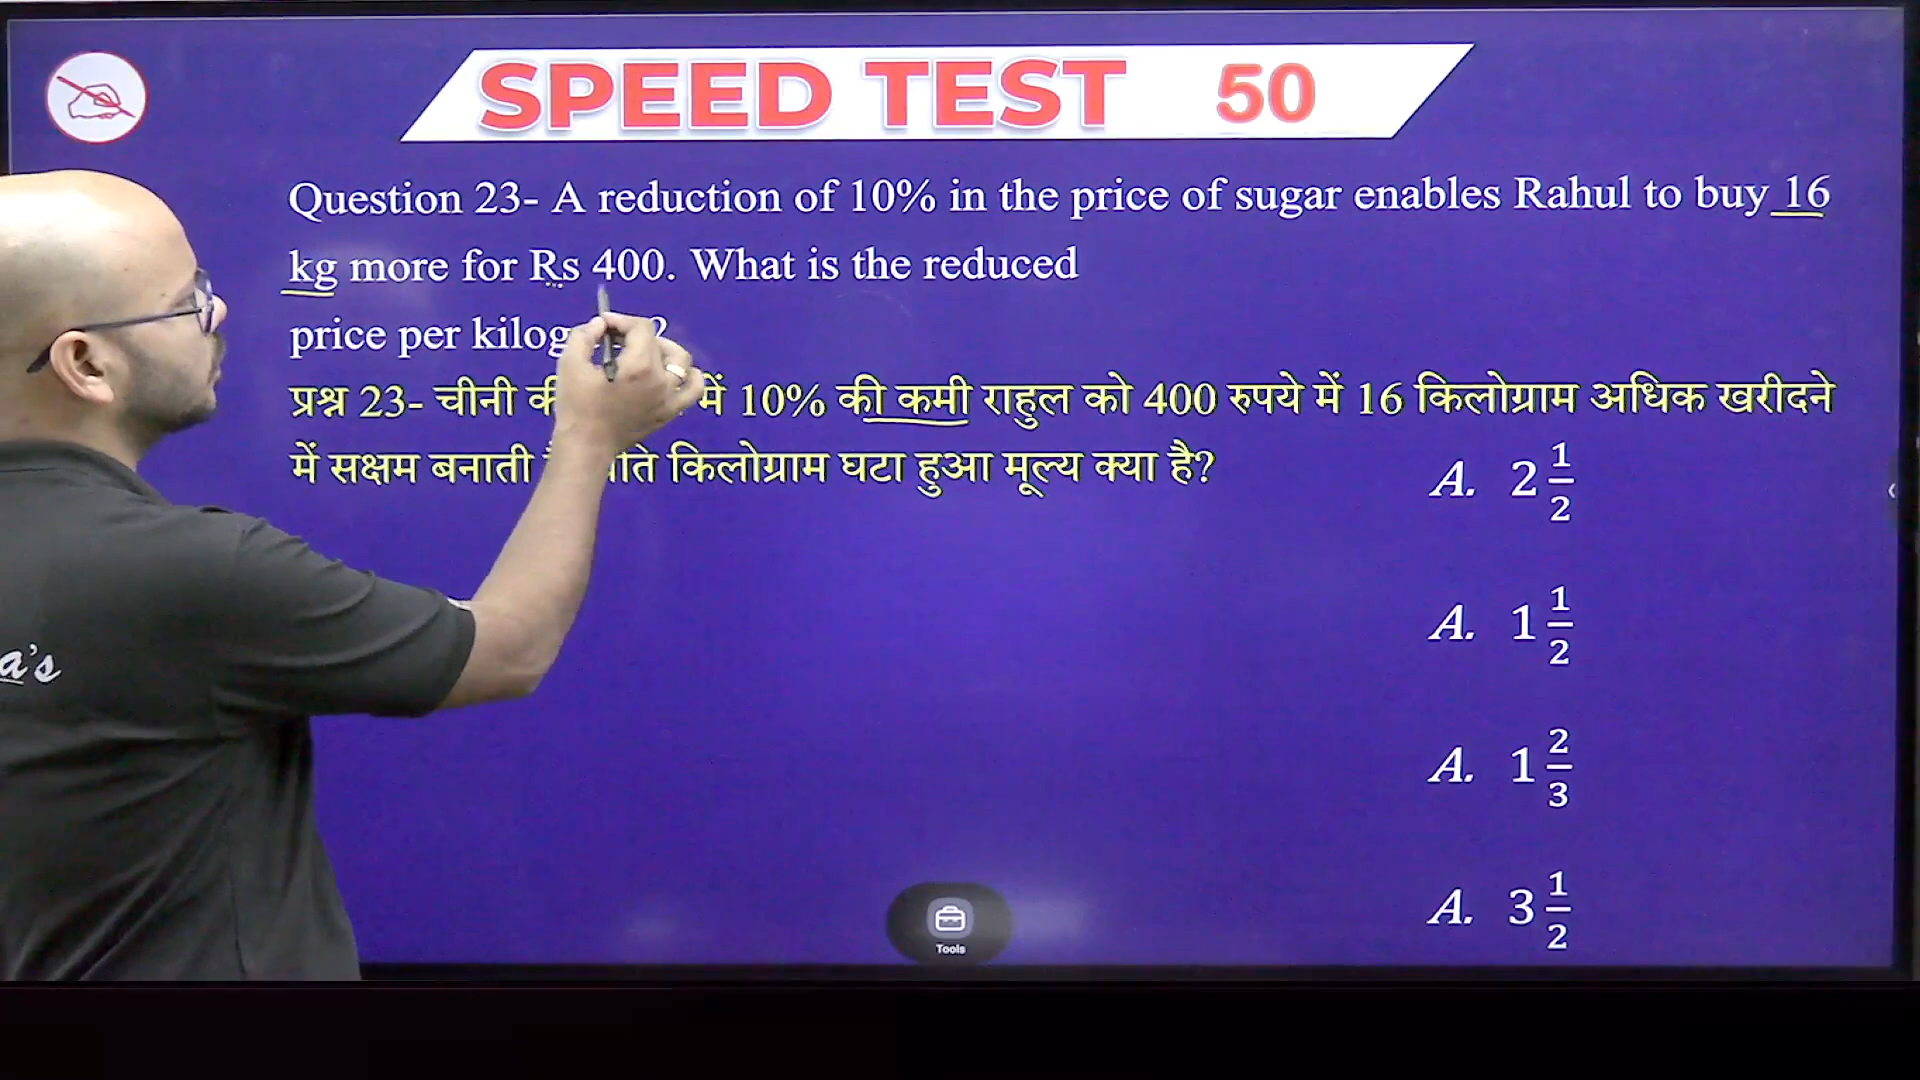 SPEED TEST 50
Question 23- A reduction of 10% in the price of sugar enables Rahul to buy 16
kg more for Rs 400. What is the reduced
price per ?
प्रश्न 23- चीनी में 10% की कमी राहुल को 400 रुपये में 16 किलोग्राम अधिक खरीदने
में सक्षम बनाती किलोग्राम घटा हुआ मूल्य क्या है?
A. 2 1/2
A. 1 1/2
A. 1 2/3
A. 3 1/2
Tools